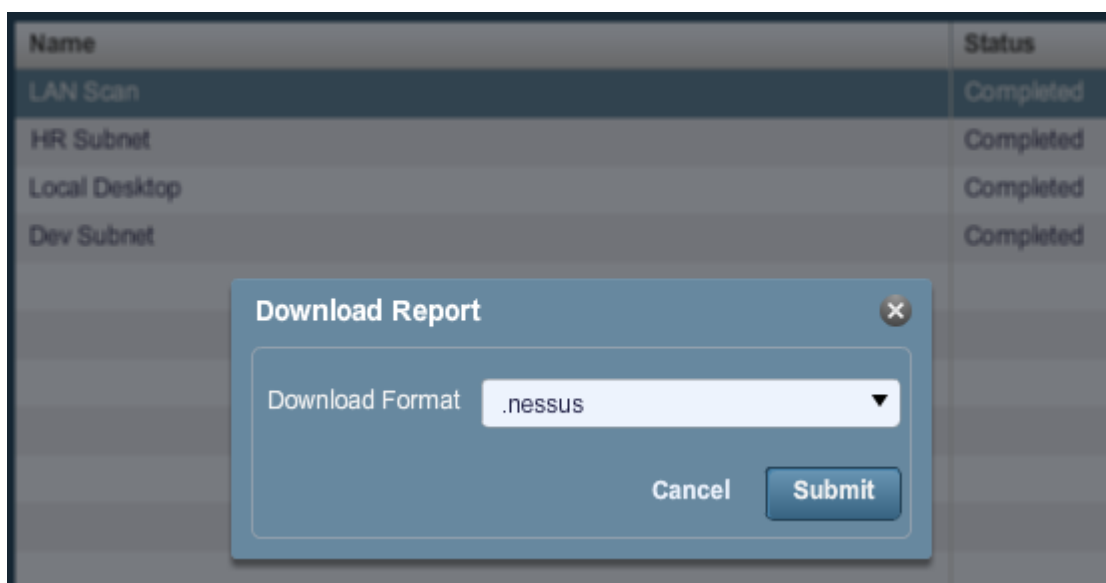 Name Status
LAN Scan Completed
HR Subnet Completed
Local Desktop Completed
Dev Subnet Completed
Download Report
Download Format .nessus
Cancel Submit